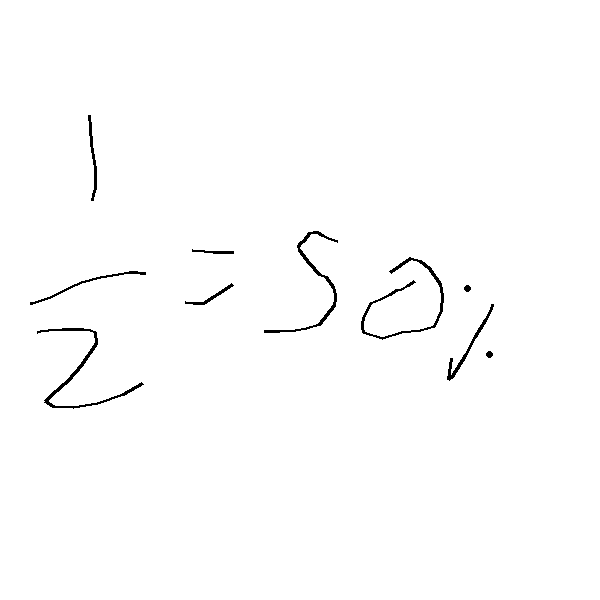 1/2 = 50%